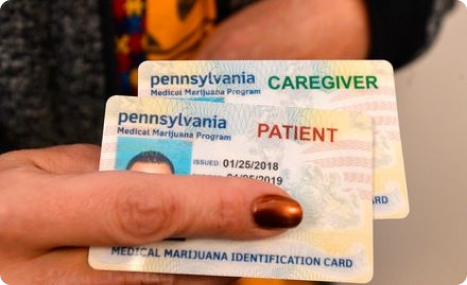 pennsylvania
Medical Marijuana Program
CAREGIVER
pennsylvania
Medical Marijuana Program
PATIENT
ISSUED: 01/25/2018
MEDICAL MARIJUANA IDENTIFICATION CARD